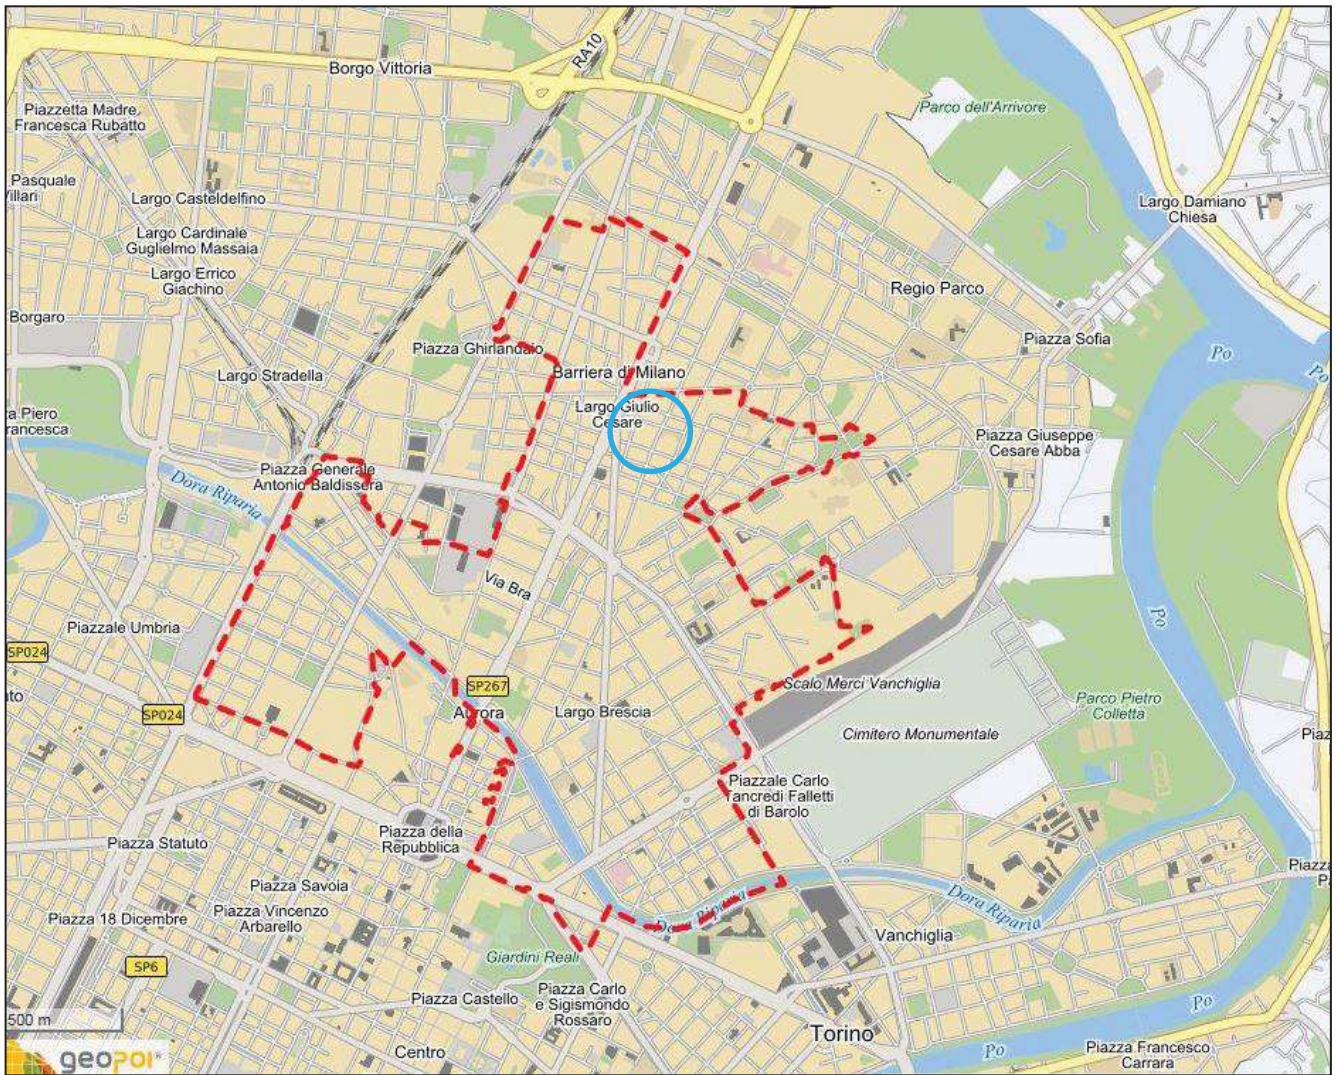 RA10
Borgo Vittoria
Piazzetta Madre
Francesca Rubatto
Parco dell'Arrivore
Pasquale
Largo Casteldelfino
Largo Damiano
Chiesa
Largo Cardinale
Guglielmo Massaia
Largo Errico
Giachino
Regio Parco
Borgaro
Piazza Sofia
Po
Po
Piazza Ghirlandaio
Largo Stradella
Barriera di Milano
Largo Giulio
Cesare
Piero
Piazza Giuseppe
Cesare Abba
Piazza Generale
Antonio Baldissera
Dora Riparia
Via Bra
Po
Piazzale Umbria
SP024
SP267
Scalo Merci Vanchiglia
Parco Pietro
Colletta
SP024
Aurora
Largo Brescia
Cimitero Monumentale
Piazzale Carlo
Tancredi Falletti
di Barolo
Piazza della
Repubblica
Piazza Statuto
Piazza Savoia
Dora Riparia
Piazza 18 Dicembre
Piazza Vincenzo
Arbarello
Dora Riparia
Vanchiglia
Giardini Reali
SP6
Piazza Castello
Piazza Carlo
e Sigismondo
Rossaro
Po
500 m
Torino
Centro
Po
Piazza Francesco
Carrara
geopoi